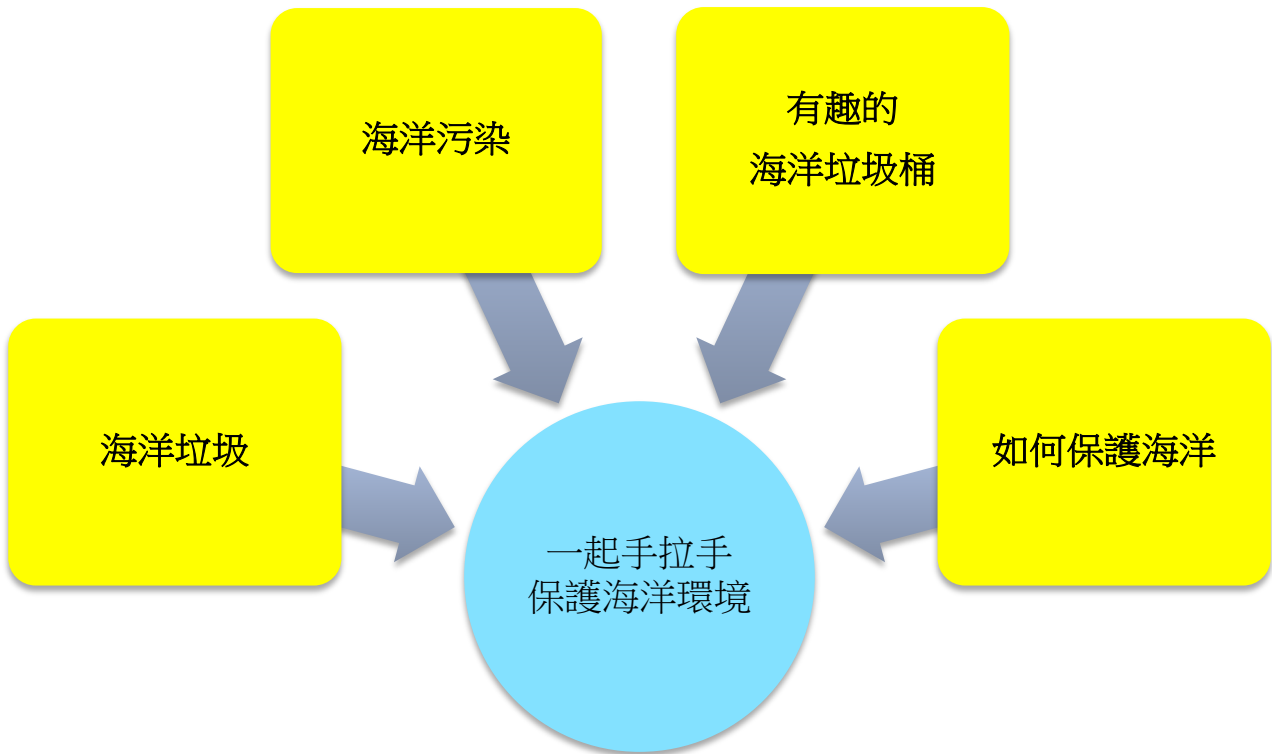 海洋污染
有趣的
海洋垃圾桶
海洋垃圾
如何保護海洋
一起手拉手
保護海洋環境